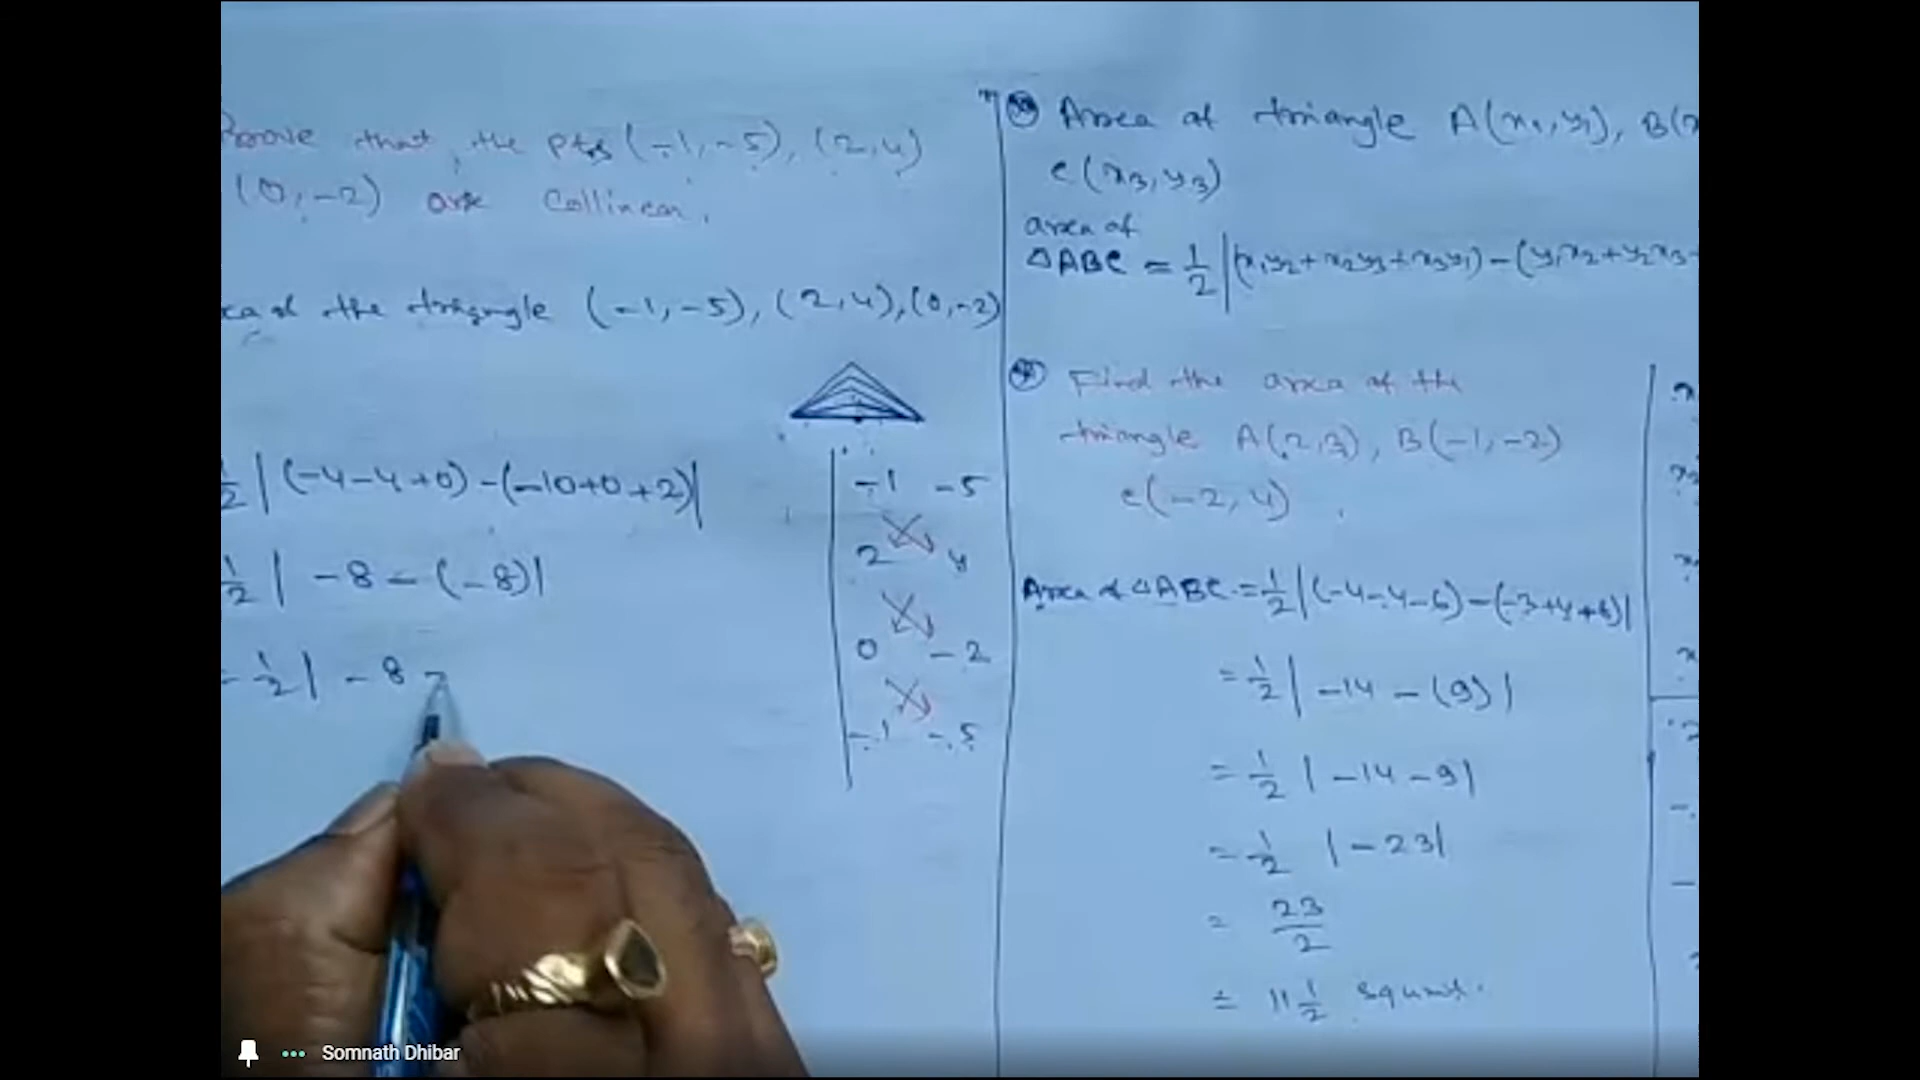 Prove that the pts (-1,-5), (2,4)
(0,-2) are collinear.
the triangle (-1,-5), (2,4), (0,-2)
1/2 |(-4-4+0)-(-10+0+2)|
1/2 | -8 - (-8)|
= 1/2 | -8 -
-1 -5
2 4
0 -2
-1 -5
Area of triangle A(x1,y1), B(x
C(x3,y3)
area of
△ABC = 1/2 |(x1y2+x2y3+x3y1)-(y1x2+y2x3+
Find the area of the
triangle A(2,3), B(-1,-2)
C(-2,4)
Area of △ABC = 1/2 |(-4-4-6)-(-3+4+8)|
= 1/2 | -14 - (9)|
= 1/2 | -14 - 9|
= 1/2 |-23|
= 23/2
= 11 1/2 squnit.
Somnath Dhibar